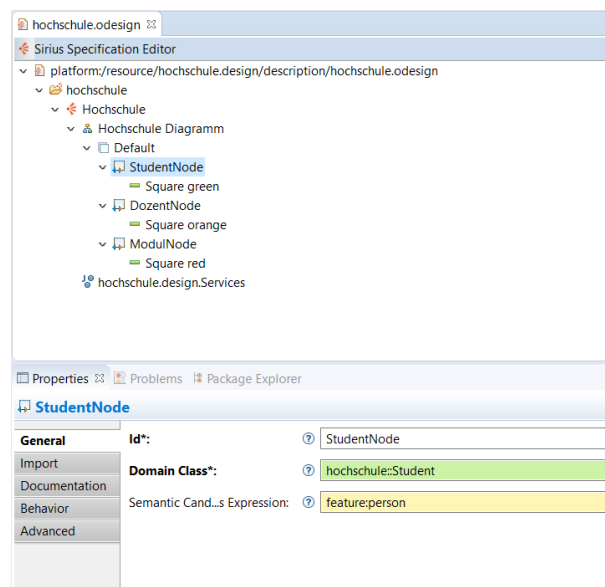 hochschule.odesign
Sirius Specification Editor
platform:/resource/hochschule.design/description/hochschule.odesign
hochschule
Hochschule
Hochschule Diagramm
Default
StudentNode
Square green
DozentNode
Square orange
ModulNode
Square red
hochschule.design.Services
Properties Problems Package Explorer
StudentNode
General
Import
Documentation
Behavior
Advanced
Id*: ? StudentNode
Domain Class*: ? hochschule::Student
Semantic Cand...s Expression: ? feature:person